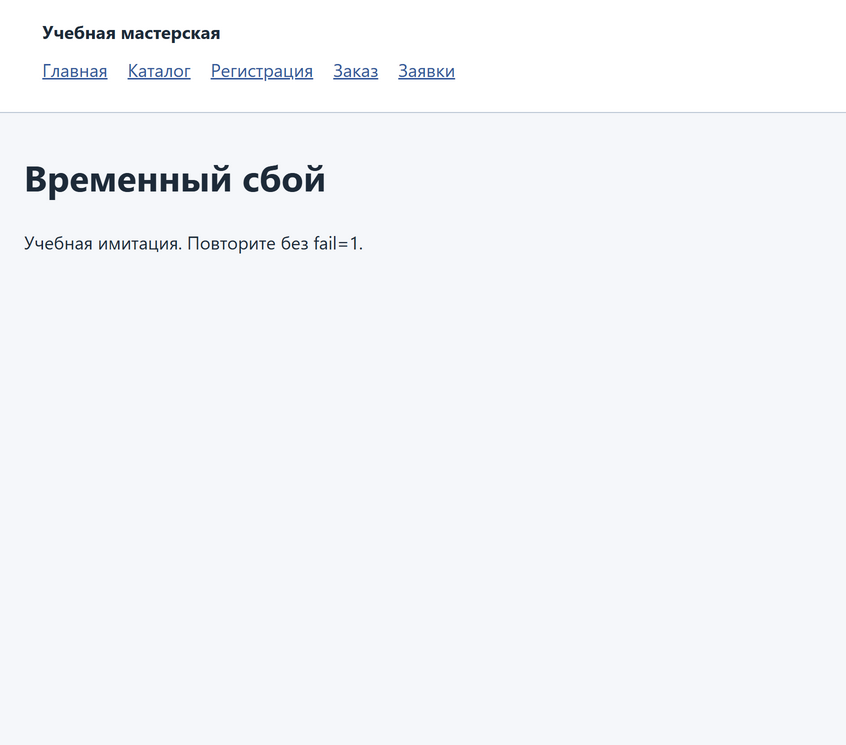 Учебная мастерская
Главная Каталог Регистрация Заказ Заявки
Временный сбой
Учебная имитация. Повторите без fail=1.